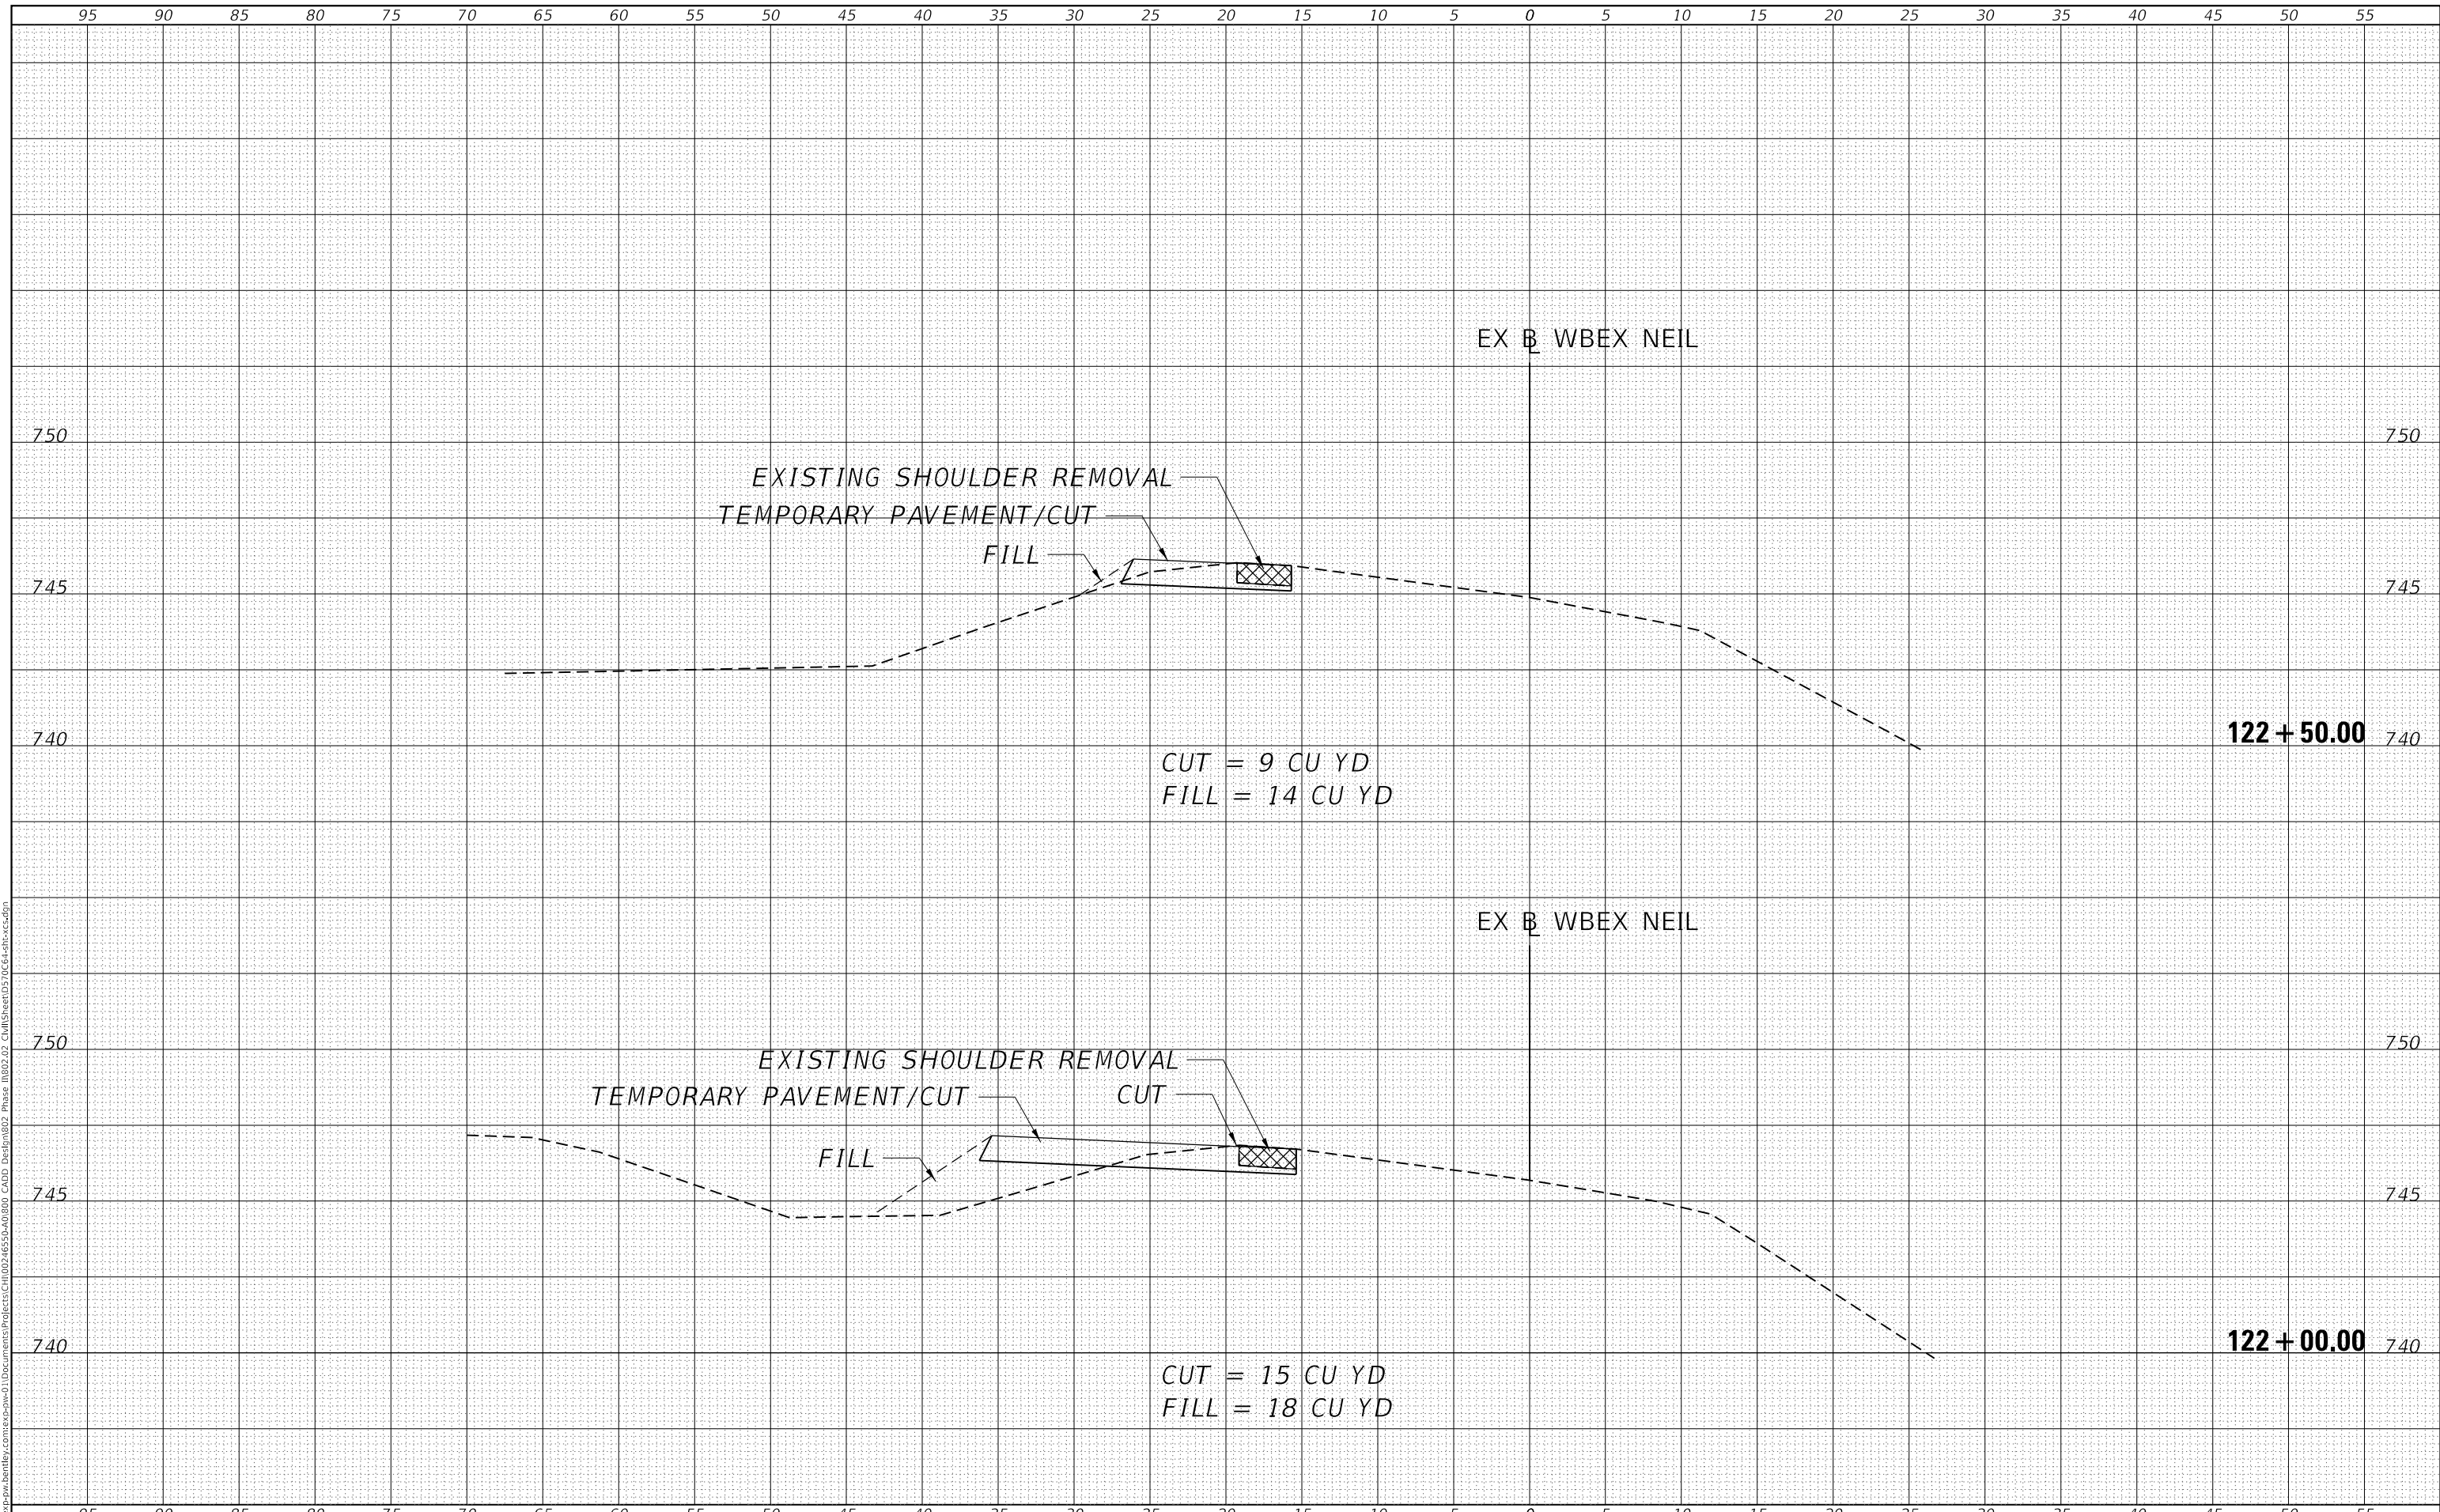 95 90 85 80 75 70 65 60 55 50 45 40 35 30 25 20 15 10 5 0 5 10 15 20 25 30 35 40 45 50 55
EX BL WBEX NEIL
750 750
EXISTING SHOULDER REMOVAL
TEMPORARY PAVEMENT/CUT
FILL
745 745
740 122+50.00 740
CUT = 9 CU YD
FILL = 14 CU YD
EX BL WBEX NEIL
750 750
EXISTING SHOULDER REMOVAL
TEMPORARY PAVEMENT/CUT CUT
FILL
745 745
740 122+00.00 740
CUT = 15 CU YD
FILL = 18 CU YD
95 90 85 80 75 70 65 60 55 50 45 40 35 30 25 20 15 10 5 0 5 10 15 20 25 30 35 40 45 50 55